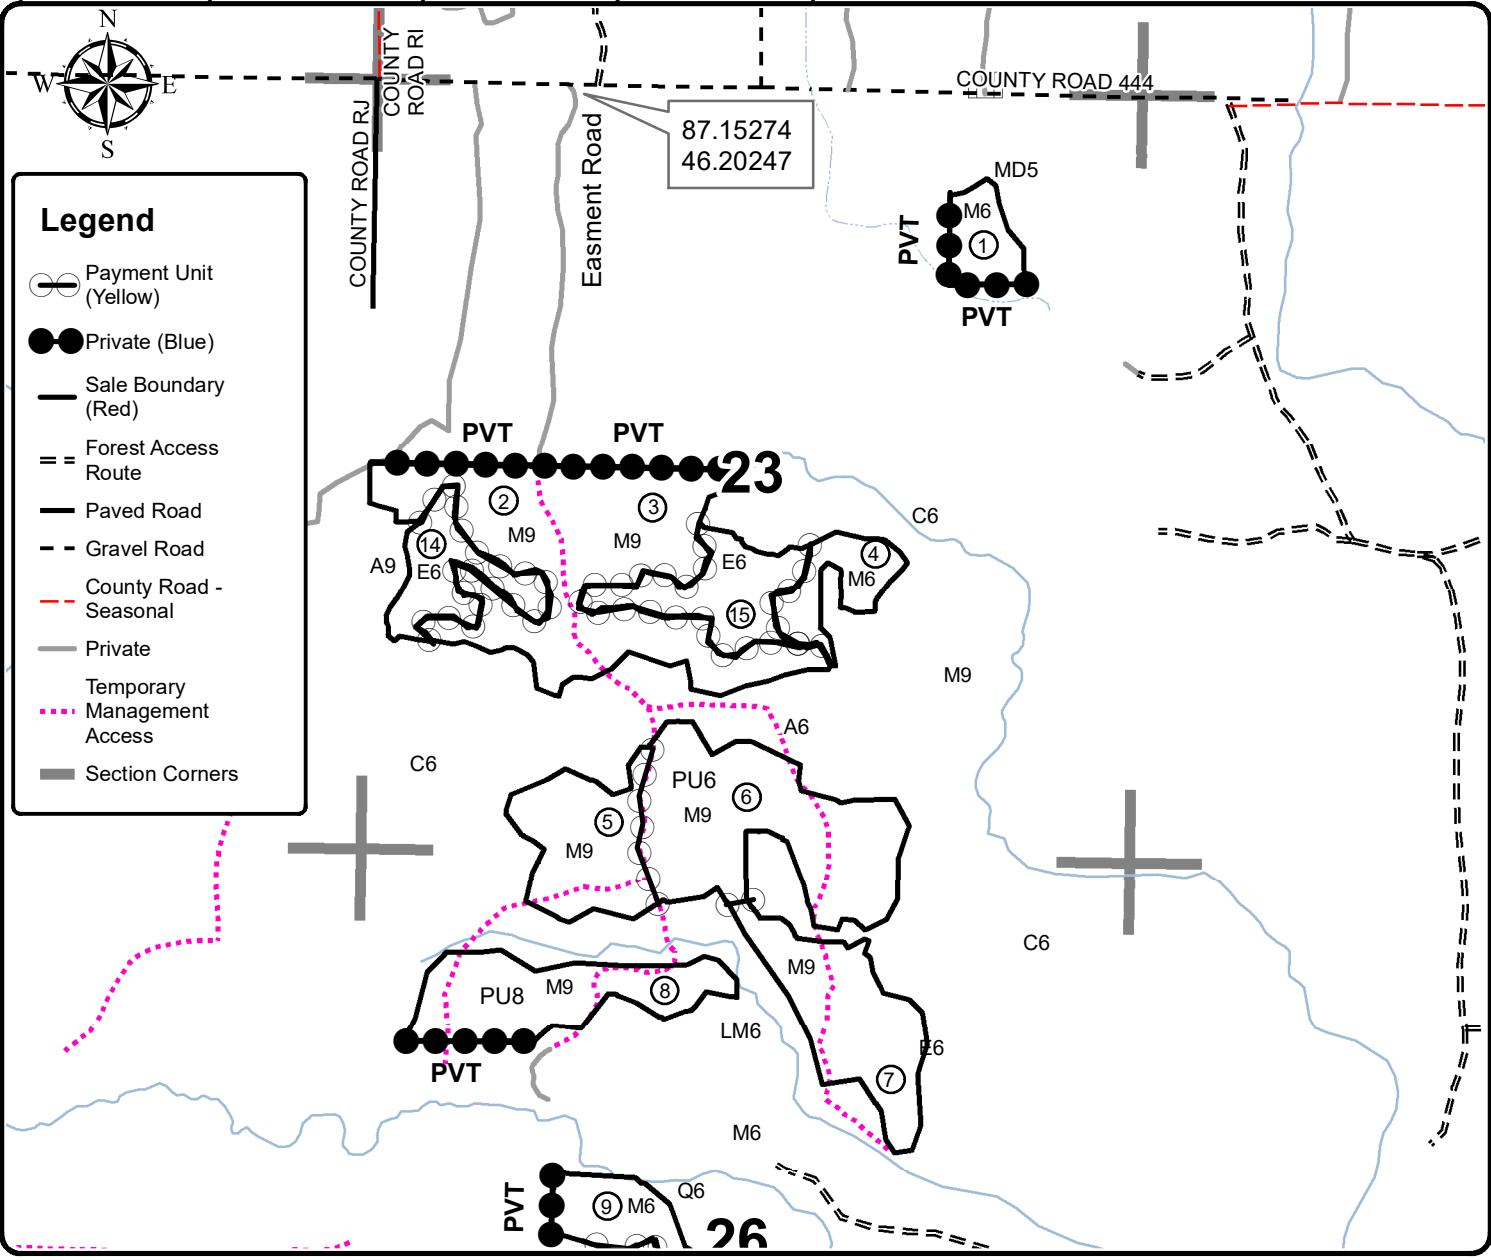 N
W
E
S
COUNTY
ROAD RI
COUNTY ROAD RJ
Easment Road
COUNTY ROAD 444
87.15274
46.20247
MD5
M6
1
PVT
PVT
Legend
Payment Unit
(Yellow)
Private (Blue)
Sale Boundary
(Red)
Forest Access
Route
Paved Road
Gravel Road
County Road -
Seasonal
Private
Temporary
Management
Access
Section Corners
PVT
PVT
23
2
3
M9
M9
14
A9
E6
E6
15
4
M6
C6
M9
A6
C6
PU6
6
M9
5
M9
C6
M9
PU8
M9
8
LM6
E6
7
PVT
M6
PVT
9
M6
Q6
26